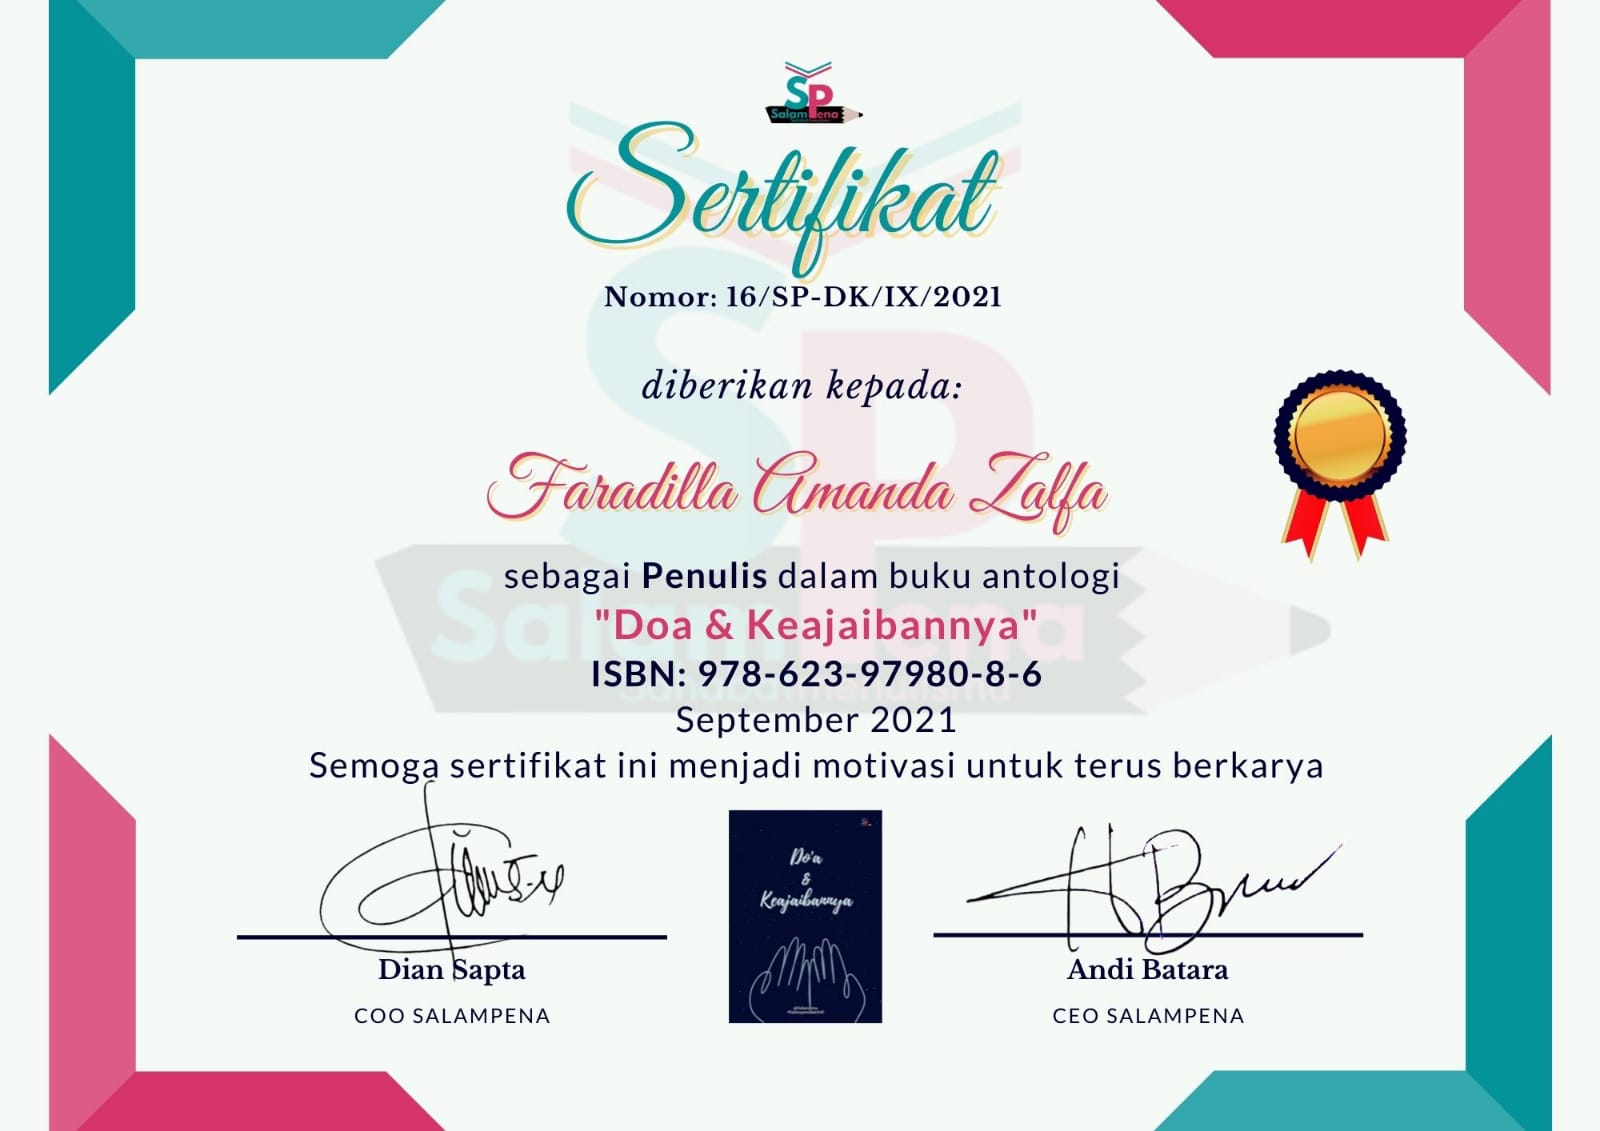 SP
SalamPena
Sertifikat
Nomor: 16/SP-DK/IX/2021
diberikan kepada:
Faradilla Amanda Zalfa
sebagai Penulis dalam buku antologi
"Doa & Keajaibannya"
ISBN: 978-623-97980-8-6
September 2021
Semoga sertifikat ini menjadi motivasi untuk terus berkarya
Do'a
&
Keajaibannya
Dian Sapta
COO SALAMPENA
Andi Batara
CEO SALAMPENA